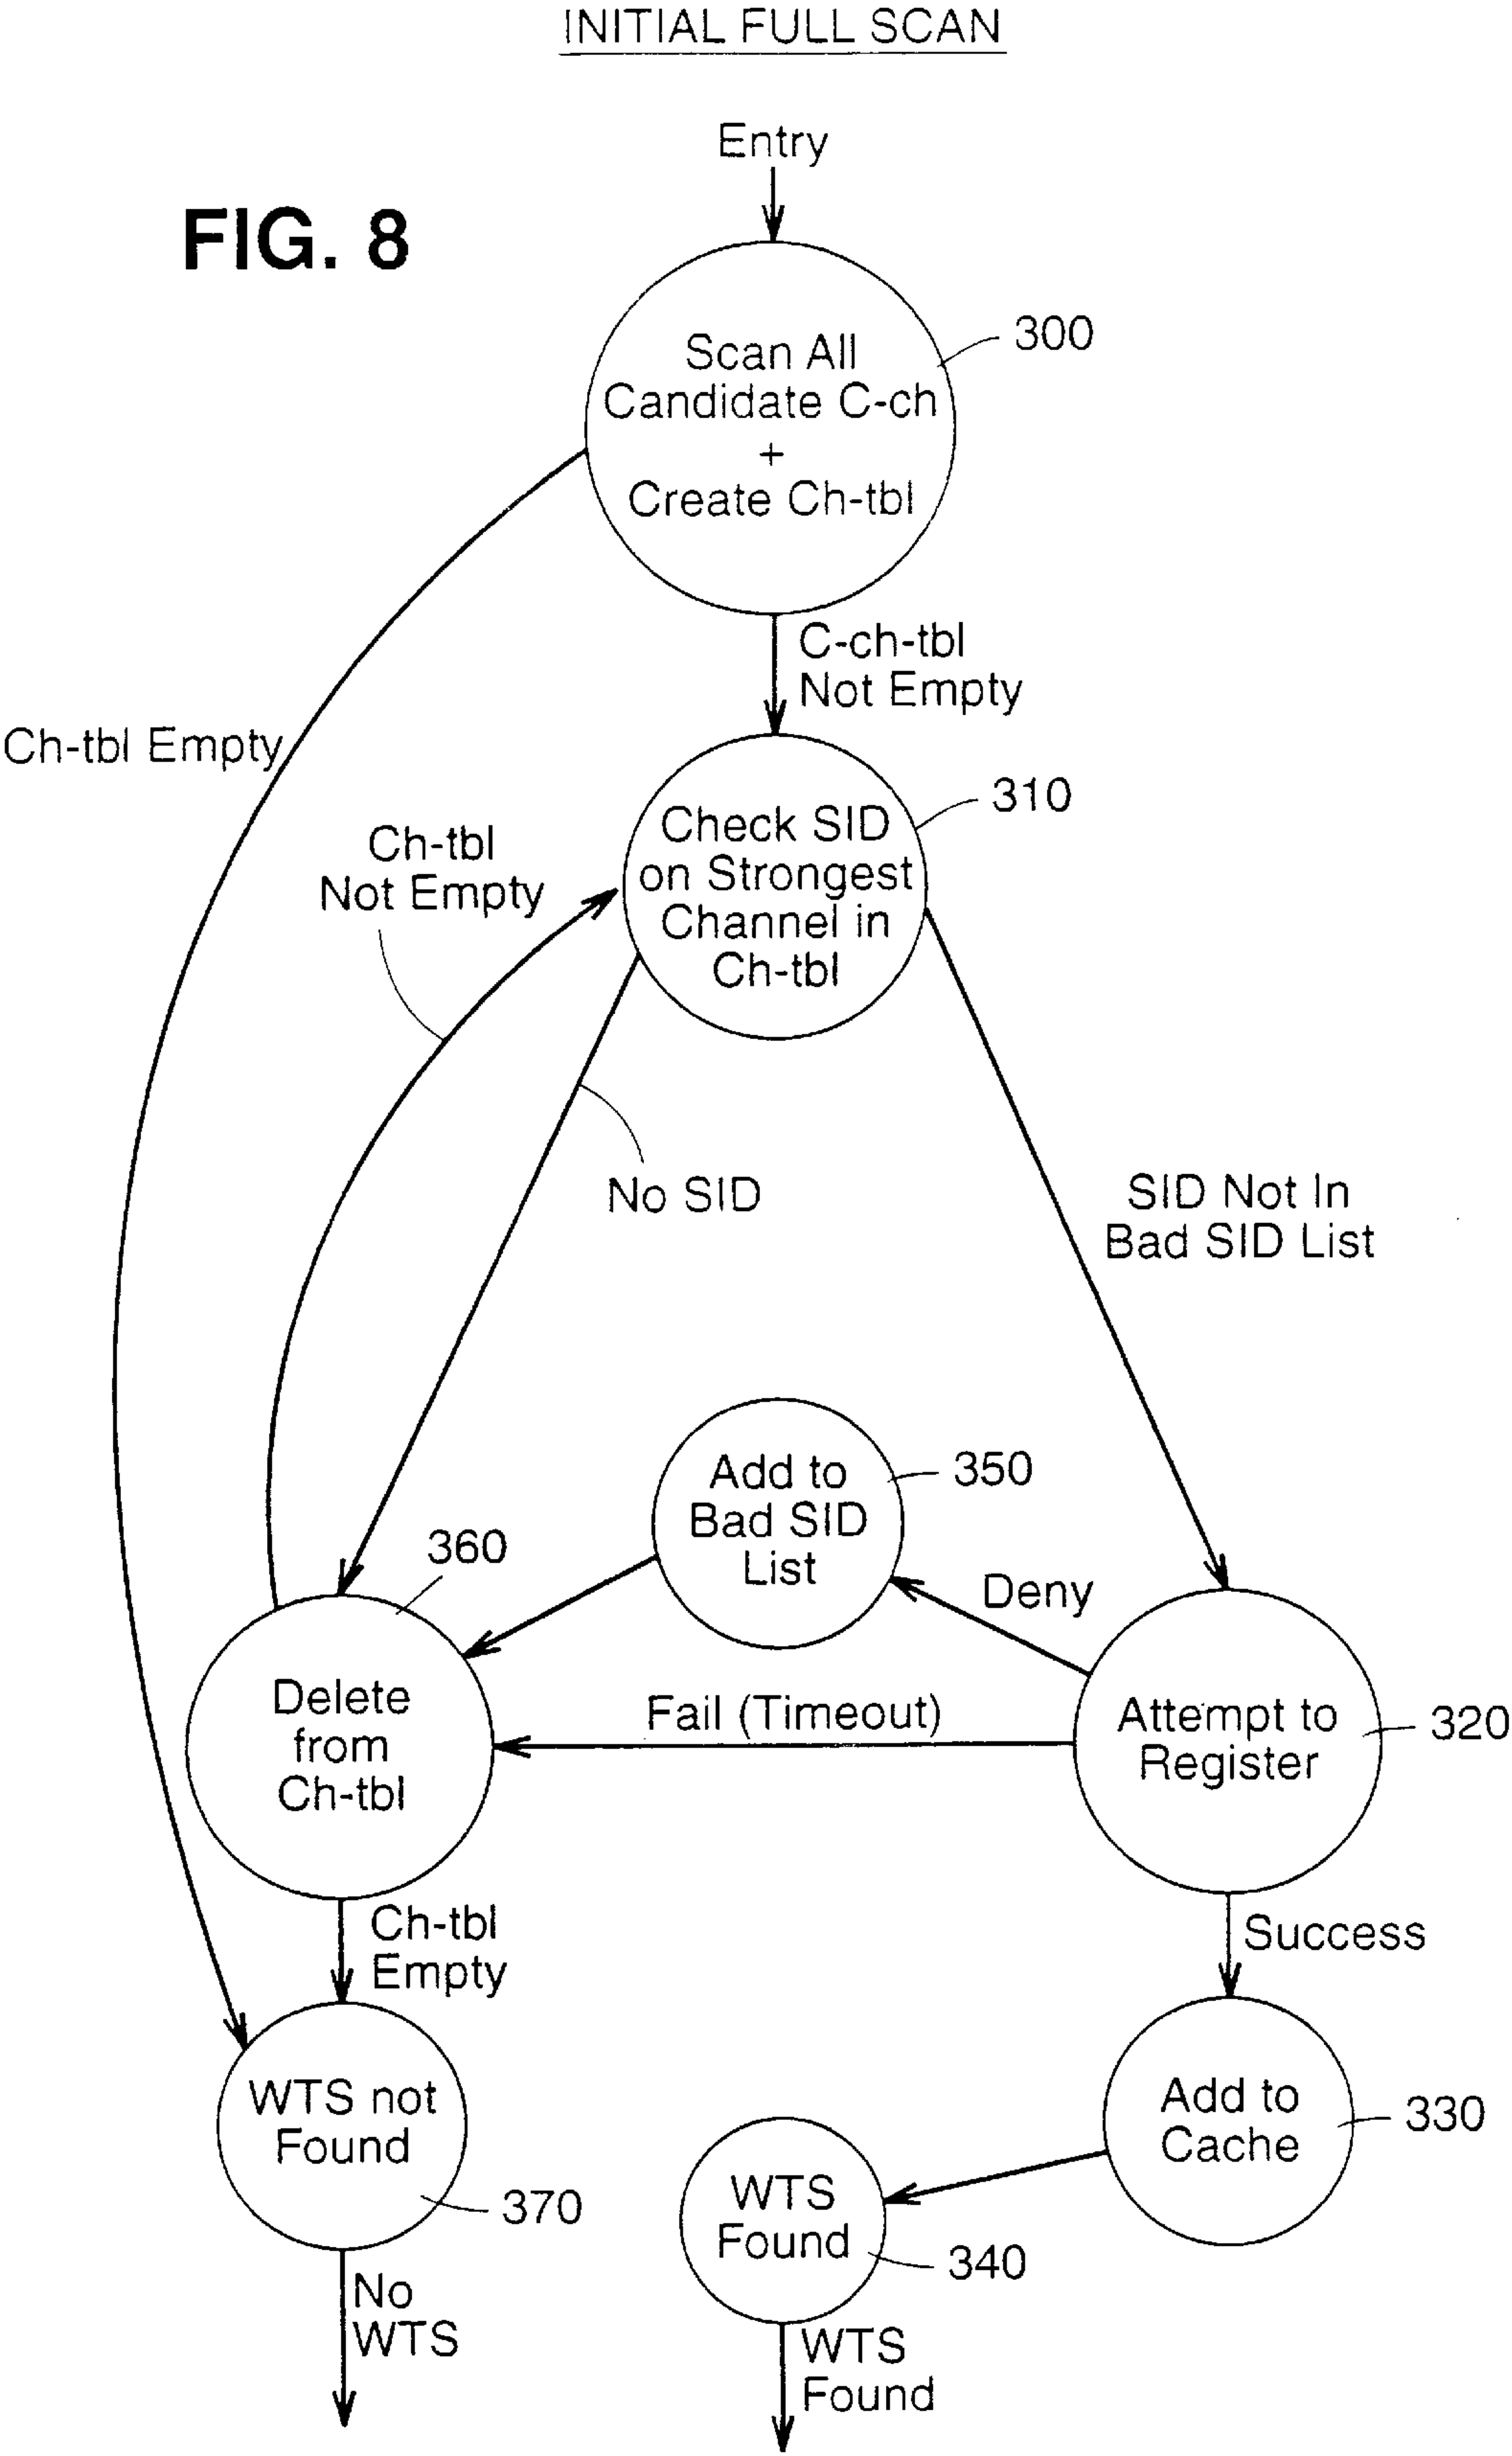 INITIAL FULL SCAN
Entry
FIG. 8
300
Scan All
Candidate C-ch
+
Create Ch-tbl
C-ch-tbl
Not Empty
Ch-tbl Empty
310
Check SID
on Strongest
Channel in
Ch-tbl
Ch-tbl
Not Empty
No SID
SID Not In
Bad SID List
350
Add to
Bad SID
List
360
Deny
Delete
from
Ch-tbl
Fail (Timeout)
Attempt to
Register
320
Ch-tbl
Empty
Success
WTS not
Found
370
Add to
Cache
330
WTS
Found
340
No
WTS
WTS
Found